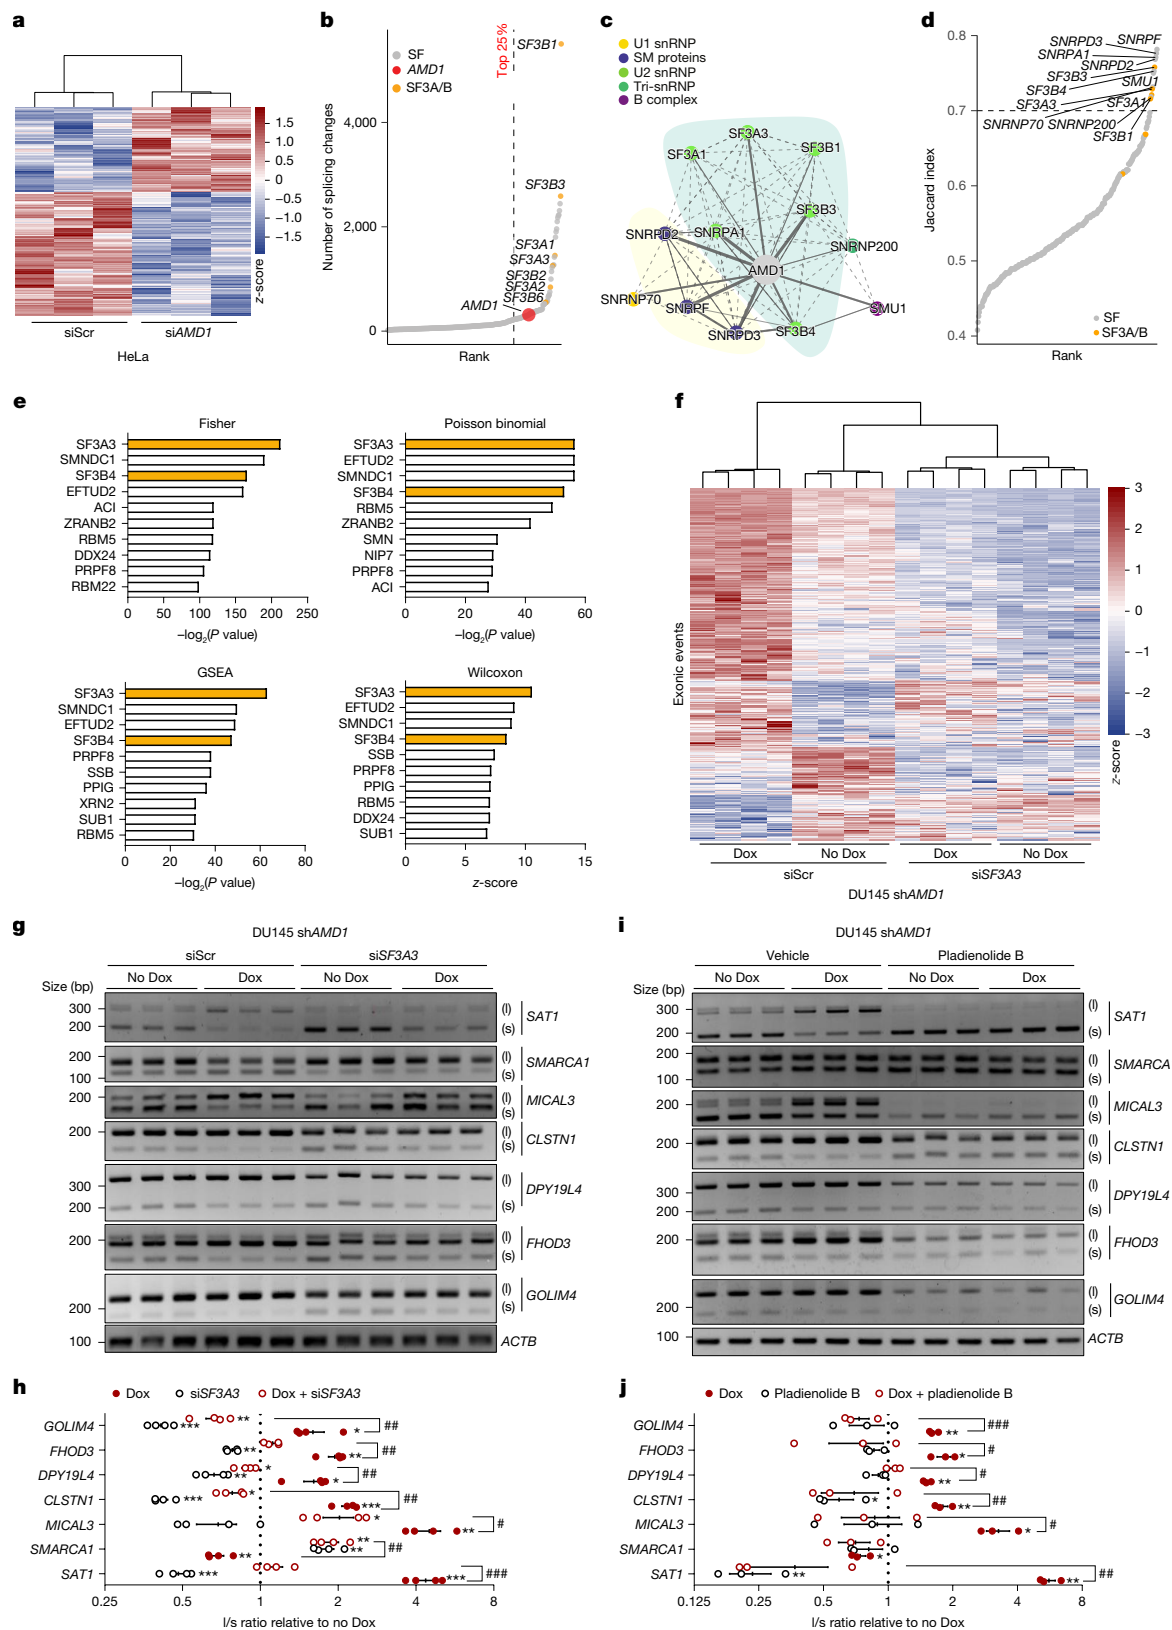 a
1.5
1.0
0.5
0
−0.5
−1.0
−1.5
z-score
siScr
siAMD1
HeLa
b
SF
AMD1
SF3A/B
Top 25%
SF3B1
Number of splicing changes
4,000
2,000
0
SF3B3
SF3A1
SF3A3
SF3B2
SF3A2
SF3B6
AMD1
Rank
c
U1 snRNP
SM proteins
U2 snRNP
Tri-snRNP
B complex
SF3A3
SF3A1
SF3B1
SF3B3
SNRPD2
SNRPA1
SNRNP200
AMD1
SNRNP70
SNRPF
SMU1
SNRPD3
SF3B4
d
Jaccard index
0.8
0.7
0.6
0.5
0.4
SNRPF
SNRPD3
SNRPA1
SNRPD2
SF3B3
SMU1
SF3B4
SF3A3
SF3A1
SNRNP70
SNRNP200
SF3B1
SF
SF3A/B
Rank
e
Fisher
SF3A3
SMNDC1
SF3B4
EFTUD2
ACI
ZRANB2
RBM5
DDX24
PRPF8
RBM22
0 50 100 150 200 250
−log2(P value)
Poisson binomial
SF3A3
EFTUD2
SMNDC1
SF3B4
RBM5
ZRANB2
SMN
NIP7
PRPF8
ACI
0 20 40 60
−log2(P value)
GSEA
SF3A3
SMNDC1
EFTUD2
SF3B4
PRPF8
SSB
PPIG
XRN2
SUB1
RBM5
0 20 40 60 80
−log2(P value)
Wilcoxon
SF3A3
EFTUD2
SMNDC1
SF3B4
SSB
PRPF8
PPIG
RBM5
DDX24
SUB1
0 5 10 15
z-score
f
Exonic events
3
2
1
0
−1
−2
−3
z-score
Dox No Dox Dox No Dox
siScr siSF3A3
DU145 shAMD1
g
DU145 shAMD1
siScr siSF3A3
No Dox Dox No Dox Dox
Size (bp)
300 (l)
200 (s)
SAT1
200 (l)
100 (s)
SMARCA1
200 (l)
(s)
MICAL3
200 (l)
(s)
CLSTN1
300 (l)
200 (s)
DPY19L4
200 (l)
(s)
FHOD3
(l)
200 (s)
GOLIM4
100
ACTB
i
DU145 shAMD1
Vehicle Pladienolide B
No Dox Dox No Dox Dox
Size (bp)
300 (l)
200 (s)
SAT1
200 (l)
100 (s)
SMARCA
200 (l)
(s)
MICAL3
200 (l)
(s)
CLSTN1
300 (l)
200 (s)
DPY19L4
200 (l)
(s)
FHOD3
(l)
200 (s)
GOLIM4
100
ACTB
h
Dox siSF3A3 Dox + siSF3A3
GOLIM4 *** ** * ##
FHOD3 ** ** ##
DPY19L4 ** * * ##
CLSTN1 *** * *** ##
MICAL3 * ** #
SMARCA1 ** ** ** ##
SAT1 *** *** ###
0.25 0.5 1 2 4 8
l/s ratio relative to no Dox
j
Dox Pladienolide B Dox + pladienolide B
GOLIM4 ** ###
FHOD3 * #
DPY19L4 ** #
CLSTN1 * ** ##
MICAL3 * #
SMARCA1 *
SAT1 ** ** ##
0.125 0.25 0.5 1 2 4 8
l/s ratio relative to no Dox